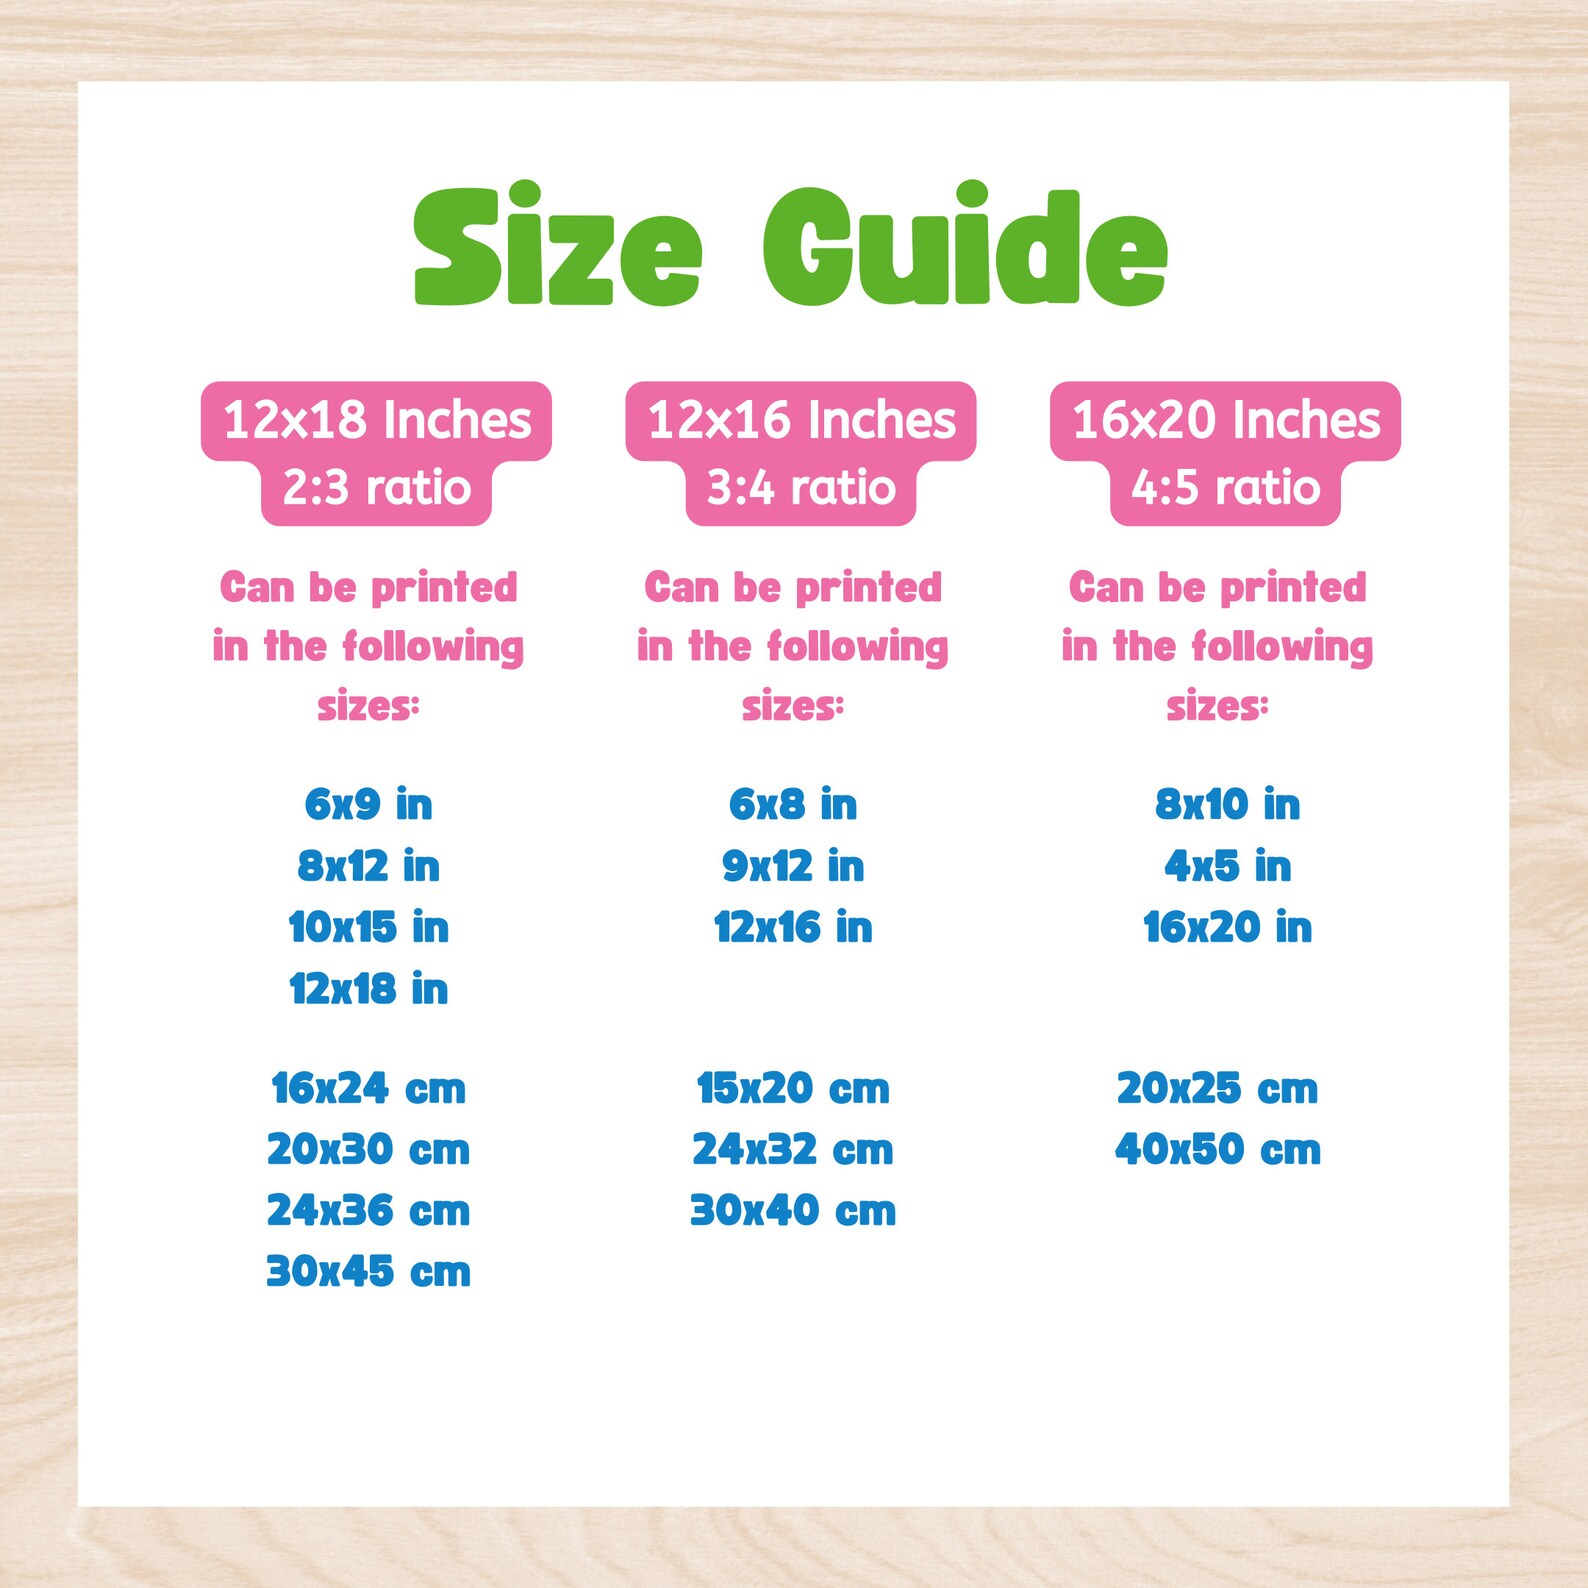 Size Guide
12x18 Inches
2:3 ratio
Can be printed
in the following
sizes:
6x9 in
8x12 in
10x15 in
12x18 in
16x24 cm
20x30 cm
24x36 cm
30x45 cm
12x16 Inches
3:4 ratio
Can be printed
in the following
sizes:
6x8 in
9x12 in
12x16 in
15x20 cm
24x32 cm
30x40 cm
16x20 Inches
4:5 ratio
Can be printed
in the following
sizes:
8x10 in
4x5 in
16x20 in
20x25 cm
40x50 cm